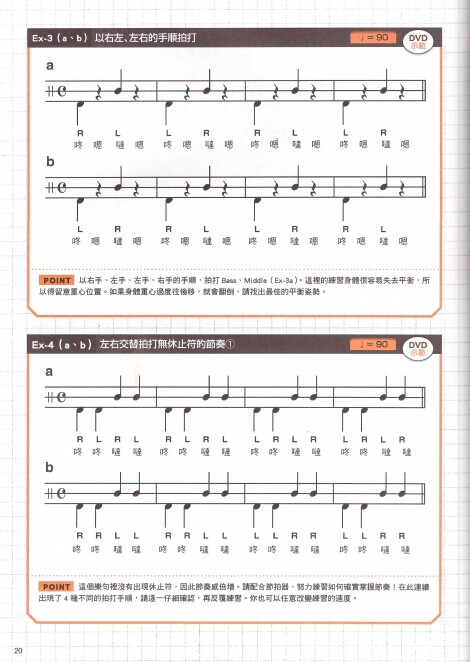 Ex-3（a、b） 以右左、左右的手順拍打 ♩= 90 DVD 示範
a
R L L R R L L R
咚 嗯 噠 嗯 咚 嗯 噠 嗯 咚 嗯 噠 嗯 咚 嗯 噠 嗯
b
L R R L L R R L
咚 嗯 噠 嗯 咚 嗯 噠 嗯 咚 嗯 噠 嗯 咚 嗯 噠 嗯
POINT 以右手、左手、左手、右手的手順，拍打 Bass、Middle（Ex-3a）。這裡的練習身體很容易失去平衡，所
以得留意重心位置。如果身體重心過度往後移，就會翻倒，請找出最佳的平衡姿勢。
Ex-4（a、b） 左右交替拍打無休止符的節奏① ♩= 90 DVD 示範
a
R L R L R L R L R L R L R L R
咚 咚 噠 噠 咚 咚 噠 噠 咚 咚 噠 噠 咚 咚 噠 噠
b
R R L L R R L L R R L L R R L L
咚 咚 噠 噠 咚 咚 噠 噠 咚 咚 噠 噠 咚 咚 噠 噠
POINT 這個樂句裡沒有出現休止符，因此節奏感倍增。請配合節拍器，努力練習如何確實掌握節奏！在此連續
出現了 4 種不同的拍打手順，請逐一仔細確認，再反覆練習。你也可以任意改變練習的速度。
20